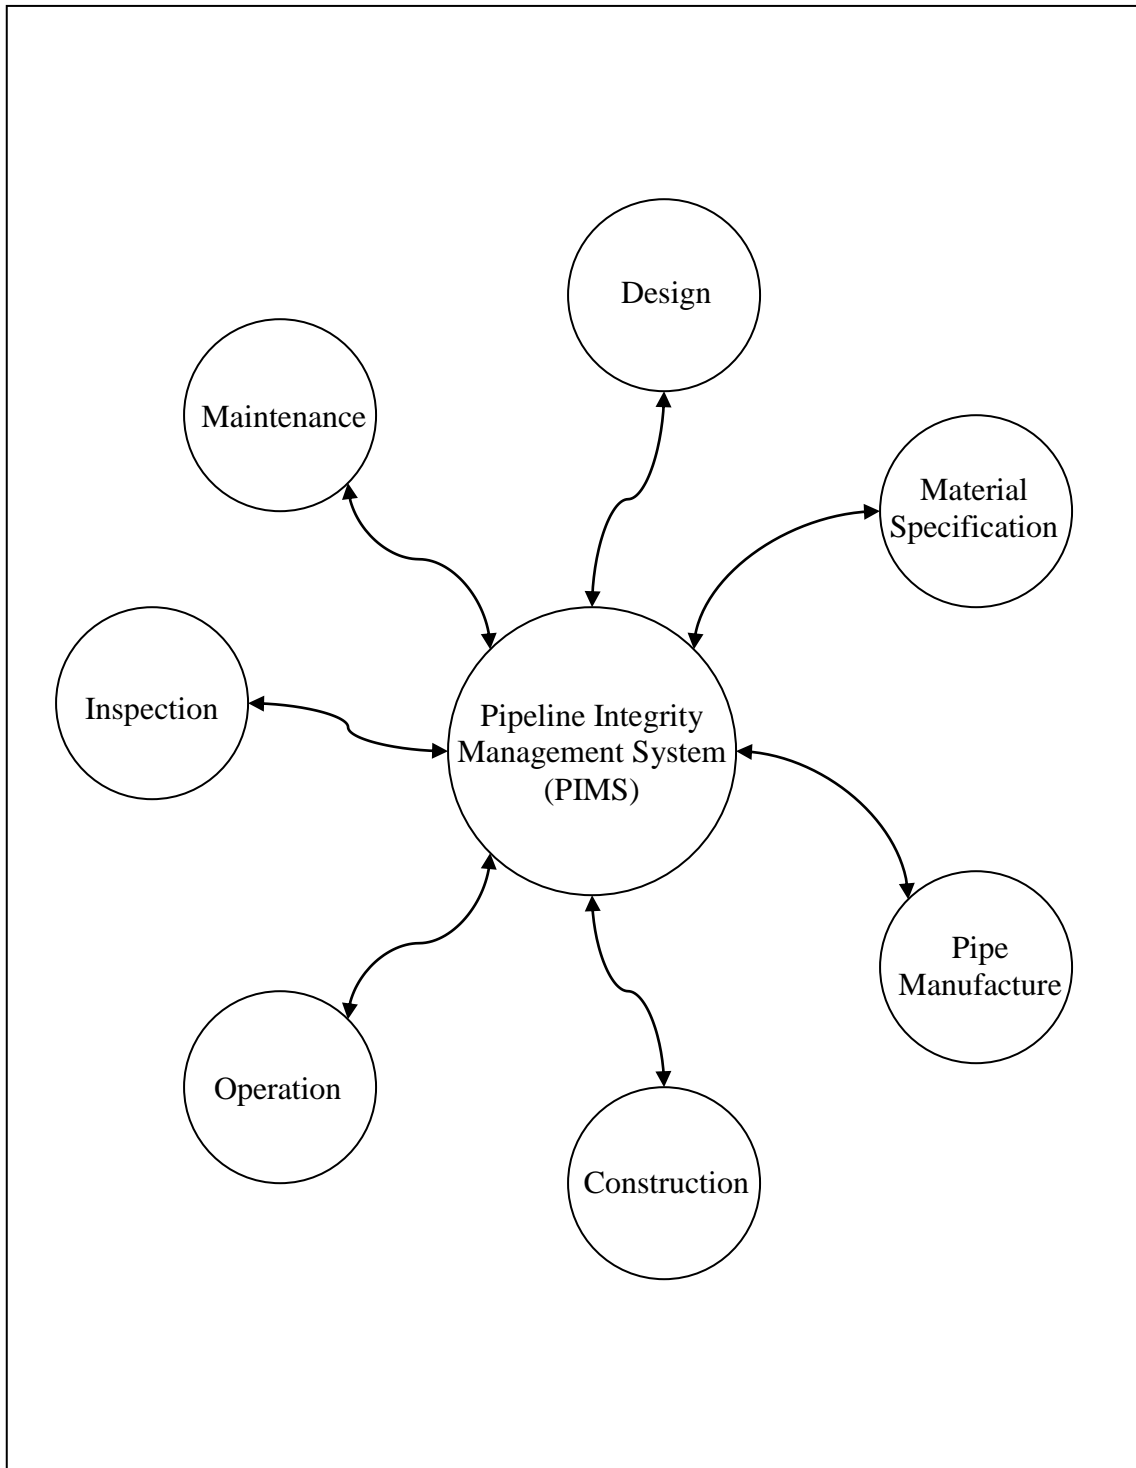 Design
Maintenance
Material
Specification
Inspection
Pipeline Integrity
Management System
(PIMS)
Pipe
Manufacture
Operation
Construction